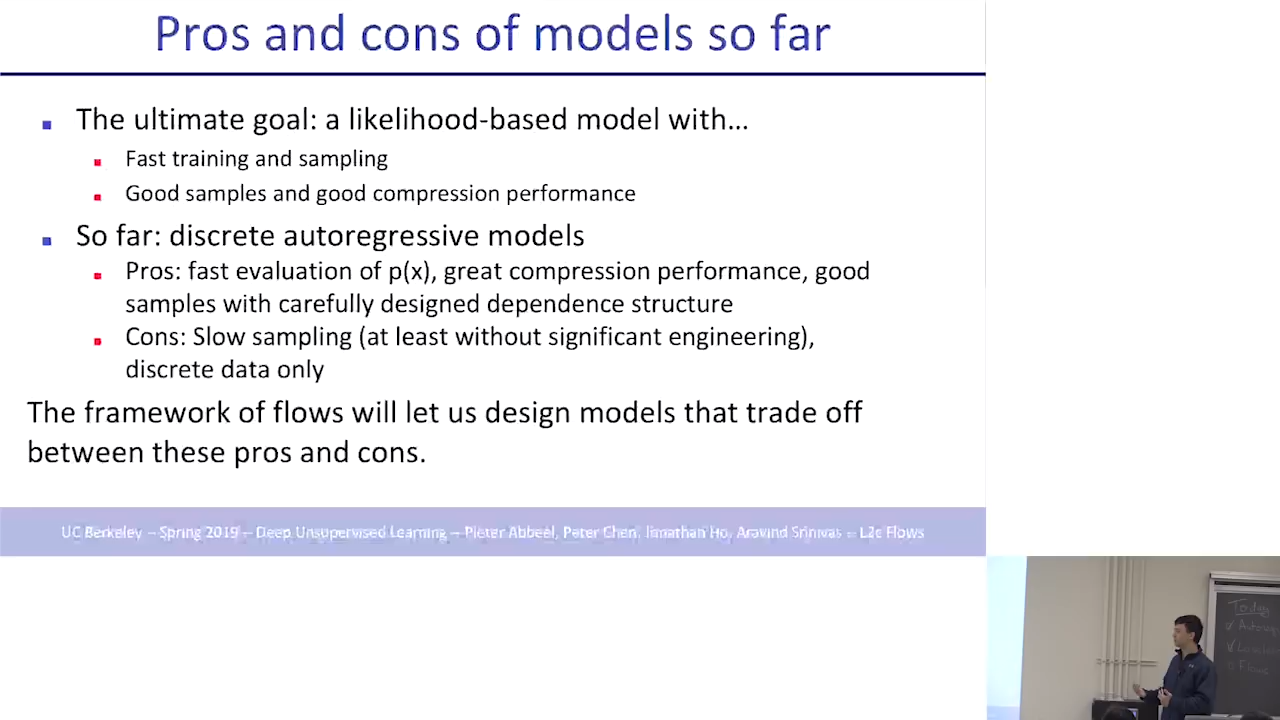 Pros and cons of models so far
The ultimate goal: a likelihood-based model with…
Fast training and sampling
Good samples and good compression performance
So far: discrete autoregressive models
Pros: fast evaluation of p(x), great compression performance, good
samples with carefully designed dependence structure
Cons: Slow sampling (at least without significant engineering),
discrete data only
The framework of flows will let us design models that trade off
between these pros and cons.
UC Berkeley – Spring 2019 – Deep Unsupervised Learning – Pieter Abbeel, Peter Chen, Jonathan Ho, Aravind Srinivas – L2c Flows
Today
Flows